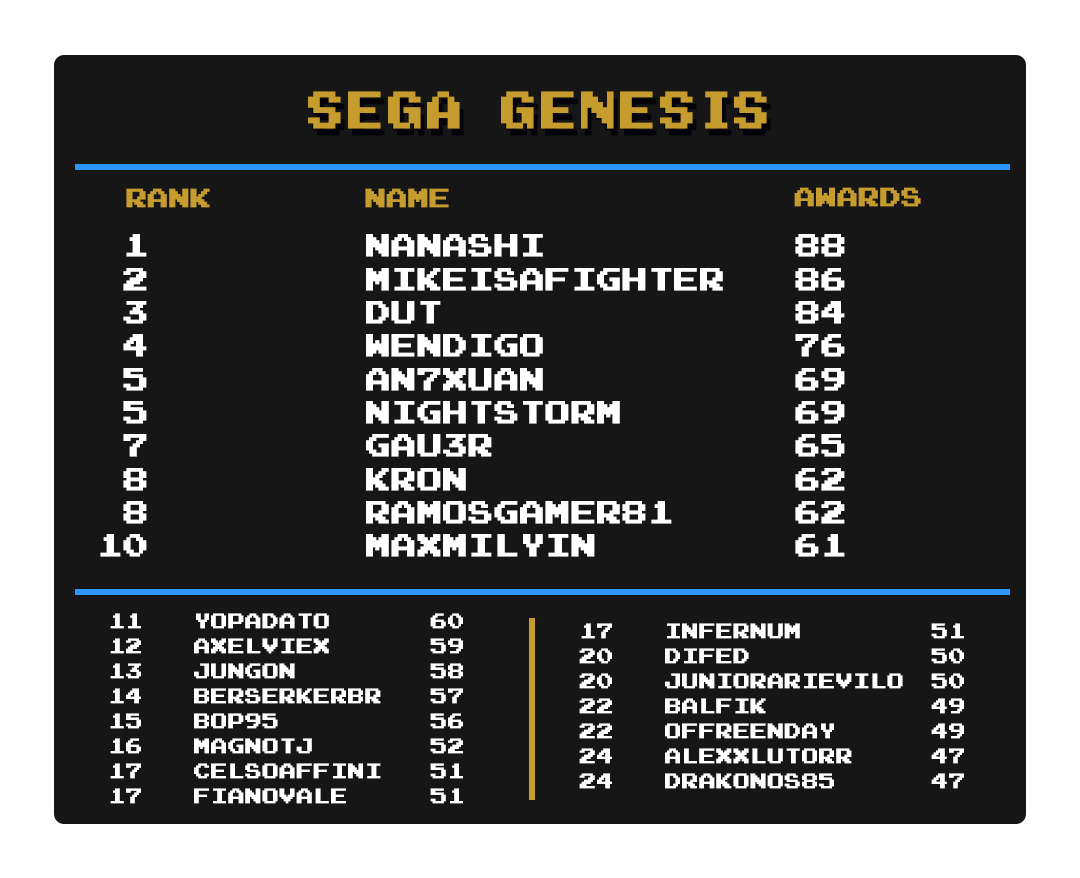 SEGA GENESIS
RANK NAME AWARDS
1 NANASHI 88
2 MIKEISAFIGHTER 86
3 DUT 84
4 WENDIGO 76
5 AN7XUAN 69
5 NIGHTSTORM 69
7 GAU3R 65
8 KRON 62
8 RAMOSGAMER81 62
10 MAXMILYIN 61
11 YOPADATO 60
12 AXELVIEX 59
13 JUNGON 58
14 BERSERKERBR 57
15 BOP95 56
16 MAGNOTJ 52
17 CELSOAFFINI 51
17 FIANOVALE 51
17 INFERNUM 51
20 DIFED 50
20 JUNIORARIEVILO 50
22 BALFIK 49
22 OFFREENDAY 49
24 ALEXXLUTORR 47
24 DRAKONOS85 47